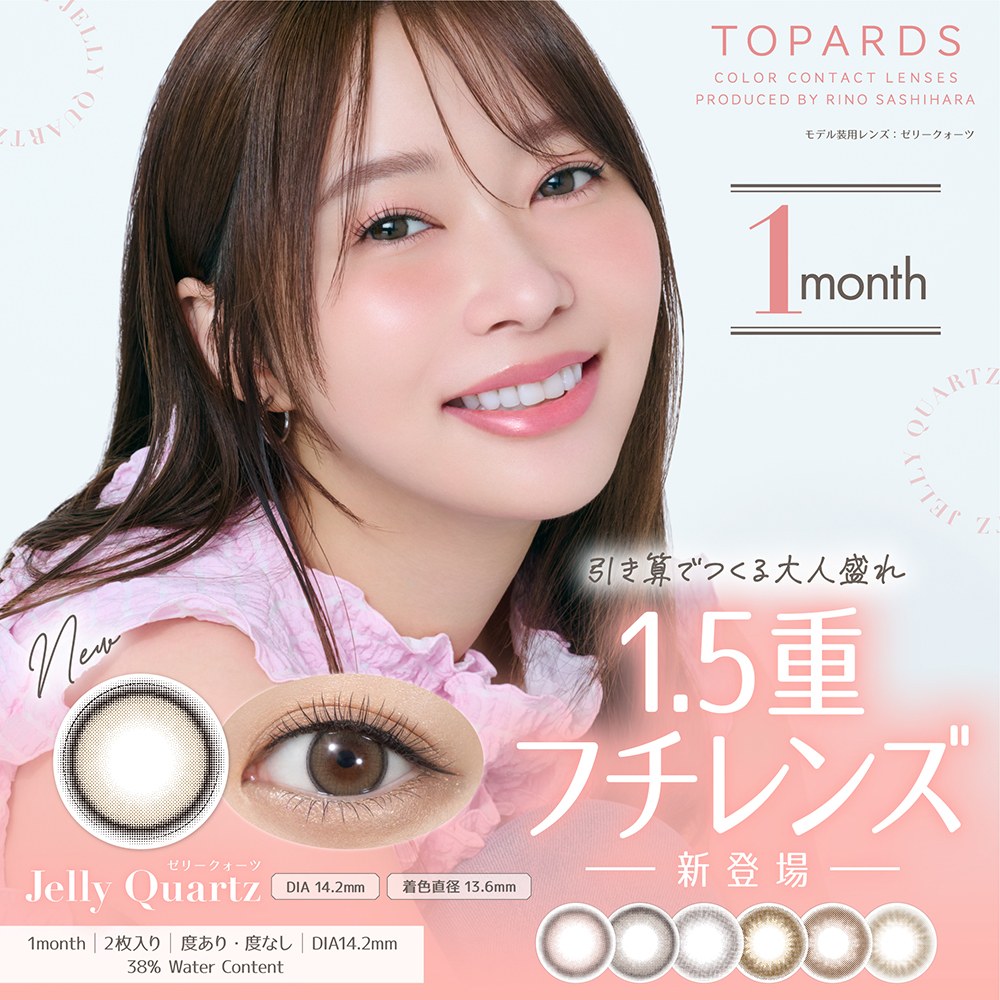 JELLY QUARTZ
TOPARDS
COLOR CONTACT LENSES
PRODUCED BY RINO SASHIHARA
モデル装用レンズ：ゼリークォーツ
1month
JELLY QUARTZ
引き算でつくる大人盛れ
1.5重
フチレンズ
新登場
New
ゼリークォーツ
Jelly Quartz
DIA 14.2mm
着色直径 13.6mm
1month｜2枚入り｜度あり・度なし｜DIA14.2mm
38% Water Content